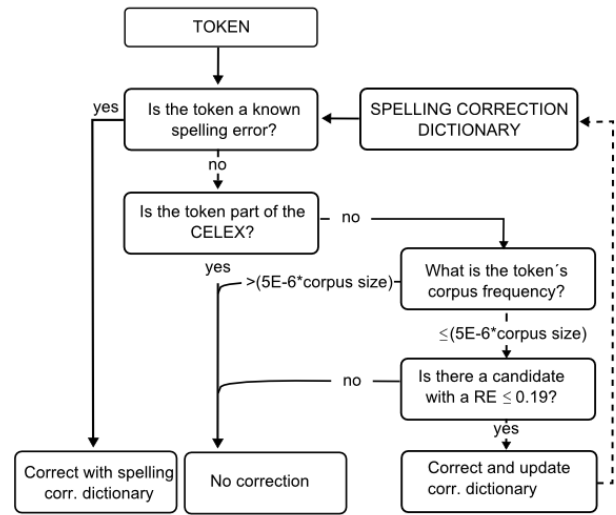 TOKEN
yes
Is the token a known
spelling error?
SPELLING CORRECTION
DICTIONARY
no
Is the token part of the
CELEX?
no
yes
>(5E-6*corpus size)
What is the token´s
corpus frequency?
≤(5E-6*corpus size)
no
Is there a candidate
with a RE ≤ 0.19?
yes
Correct with spelling
corr. dictionary
No correction
Correct and update
corr. dictionary